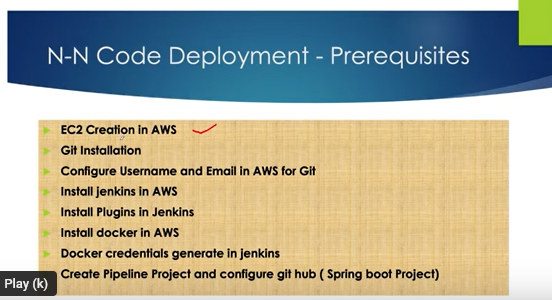 N-N Code Deployment - Prerequisites
EC2 Creation in AWS
Git Installation
Configure Username and Email in AWS for Git
Install jenkins in AWS
Install Plugins in Jenkins
Install docker in AWS
Docker credentials generate in jenkins
Create Pipeline Project and configure git hub ( Spring boot Project)
Play (k)